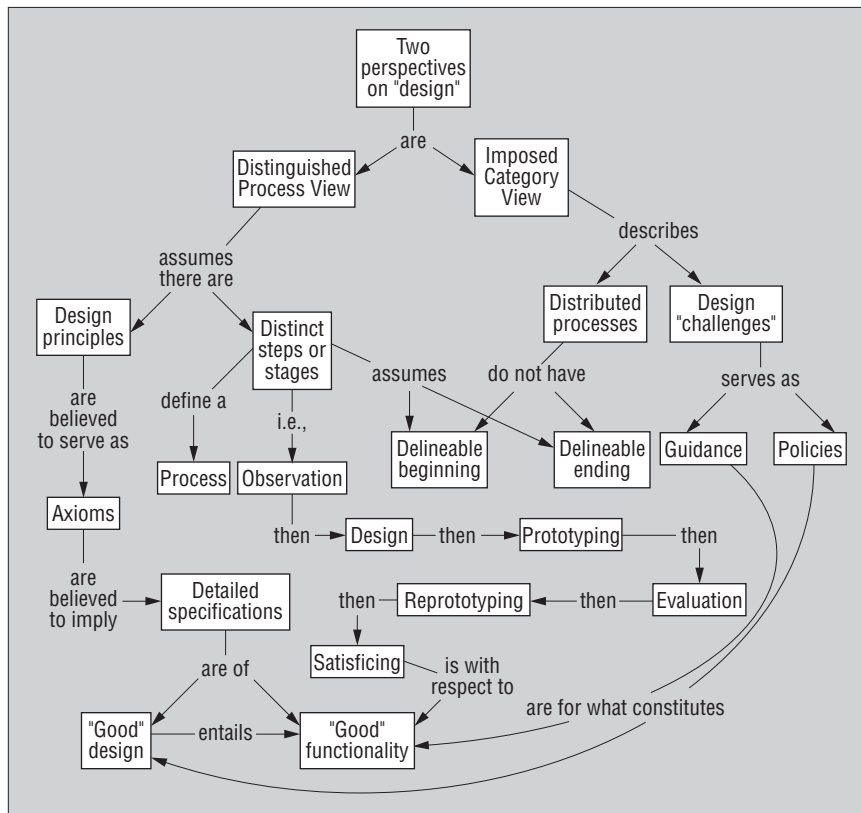 Two
perspectives
on "design"
are
Distinguished
Process View
Imposed
Category
View
describes
assumes
there are
Design
principles
Distinct
steps or
stages
Distributed
processes
Design
"challenges"
are
believed
to serve as
define a
i.e.,
assumes
do not have
serves as
Process
Observation
Delineable
beginning
Delineable
ending
Guidance
Policies
Axioms
then
Design
then
Prototyping
then
are
believed
to imply
Detailed
specifications
then
Reprototyping
then
Evaluation
Satisficing
is with
respect to
are of
are for what constitutes
"Good"
design
entails
"Good"
functionality